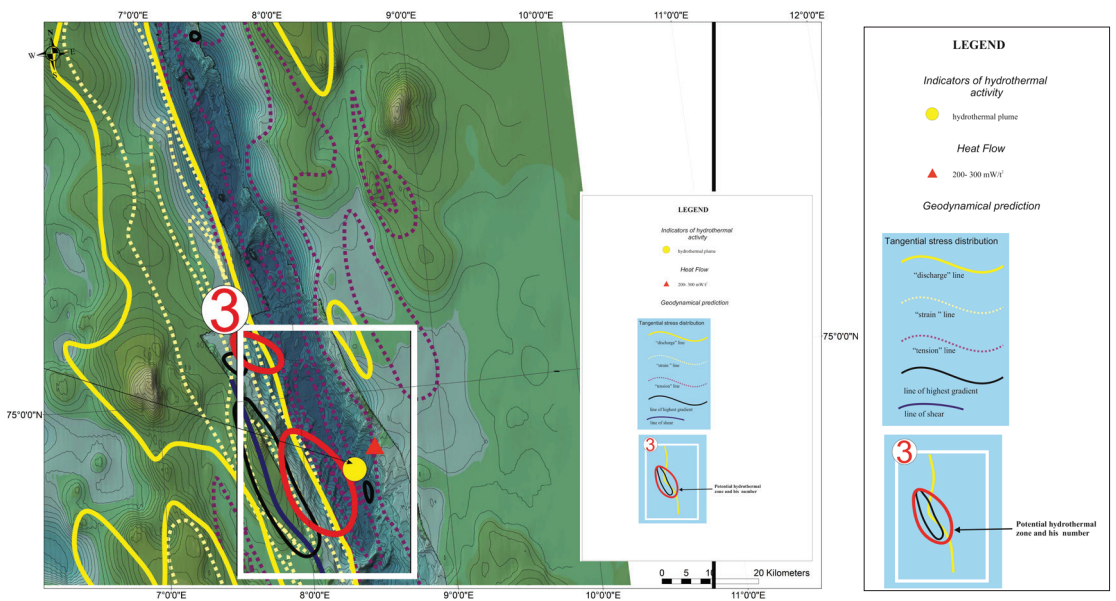 7°0'0"E 8°0'0"E 9°0'0"E 10°0'0"E 11°0'0"E 12°0'0"E
N
W E
S
3
75°0'0"N
75°0'0"N
7°0'0"E 8°0'0"E 9°0'0"E 10°0'0"E 11°0'0"E
0 5 10 20 Kilometers
LEGEND
Indicators of hydrothermal
activity
hydrothermal plume
Heat Flow
200- 300 mW/t²
Geodynamical prediction
Tangential stress distribution
"discharge" line
"strain" line
"tension" line
line of highest gradient
line of shear
3
Potential hydrothermal
zone and his number
LEGEND
Indicators of hydrothermal
activity
hydrothermal plume
Heat Flow
200- 300 mW/t²
Geodynamical prediction
Tangential stress distribution
"discharge" line
"strain " line
"tension" line
line of highest gradient
line of shear
3
Potential hydrothermal
zone and his number